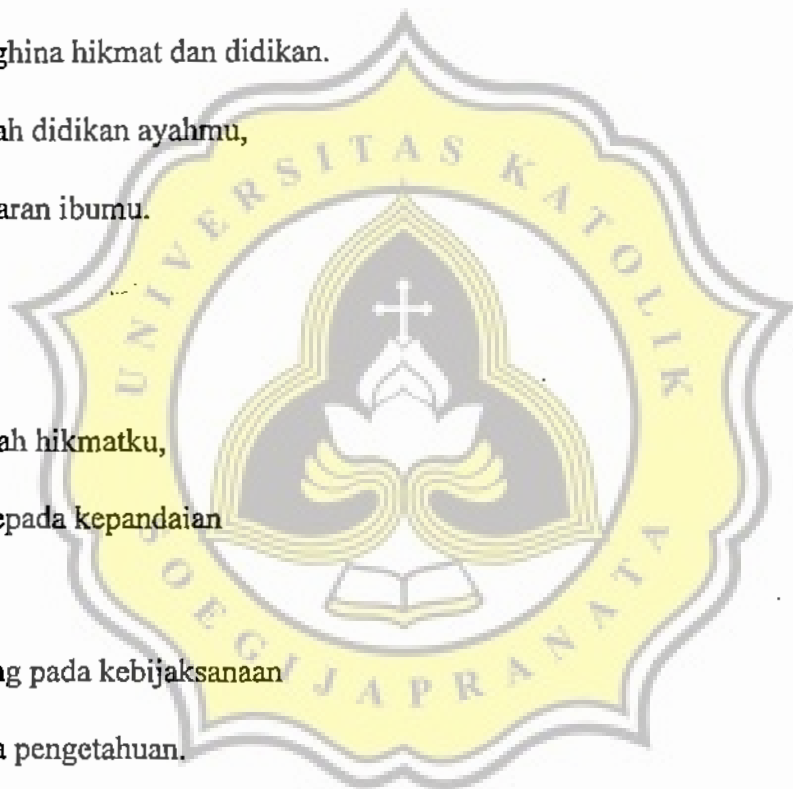 ghina hikmat dan didikan.
ah didikan ayahmu,
aran ibumu.
UNIVERSITAS KATOLIK
ah hikmatku,
epada kepandaian
SOEGIJAPRANATA
ng pada kebijaksanaan
a pengetahuan.